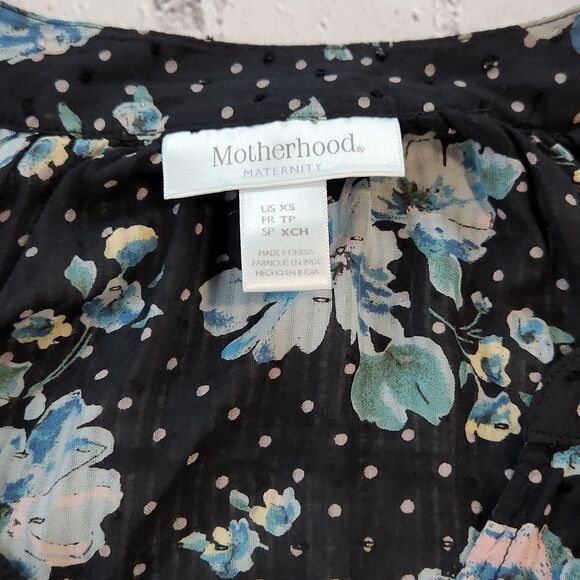 Motherhood®
MATERNITY
US XS
FR TP
SP XCH
MADE IN INDIA
FABRIQUÉ EN INDE
HECHO EN INDIA